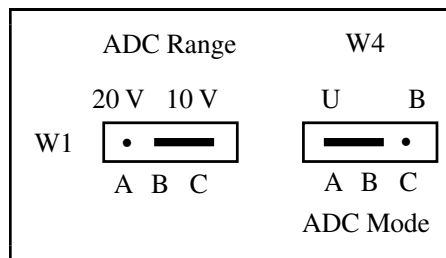 ADC Range W4
20 V 10 V U B
W1
A B C A B C
ADC Mode